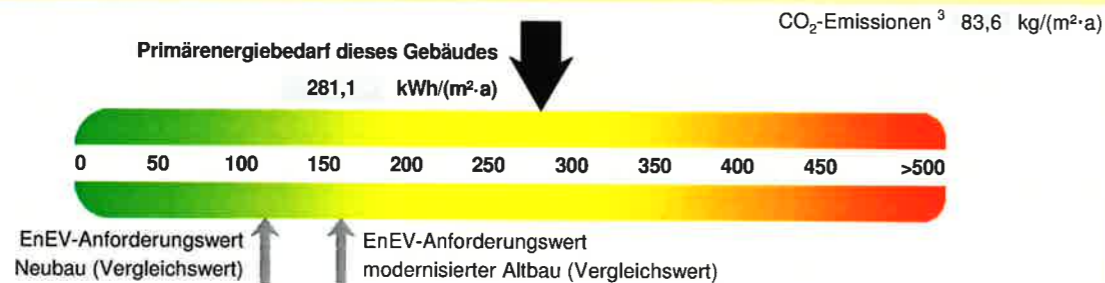 CO₂-Emissionen ³ 83,6 kg/(m²·a)
Primärenergiebedarf dieses Gebäudes
281,1 kWh/(m²·a)
0 50 100 150 200 250 300 350 400 450 >500
EnEV-Anforderungswert
Neubau (Vergleichswert)
EnEV-Anforderungswert
modernisierter Altbau (Vergleichswert)